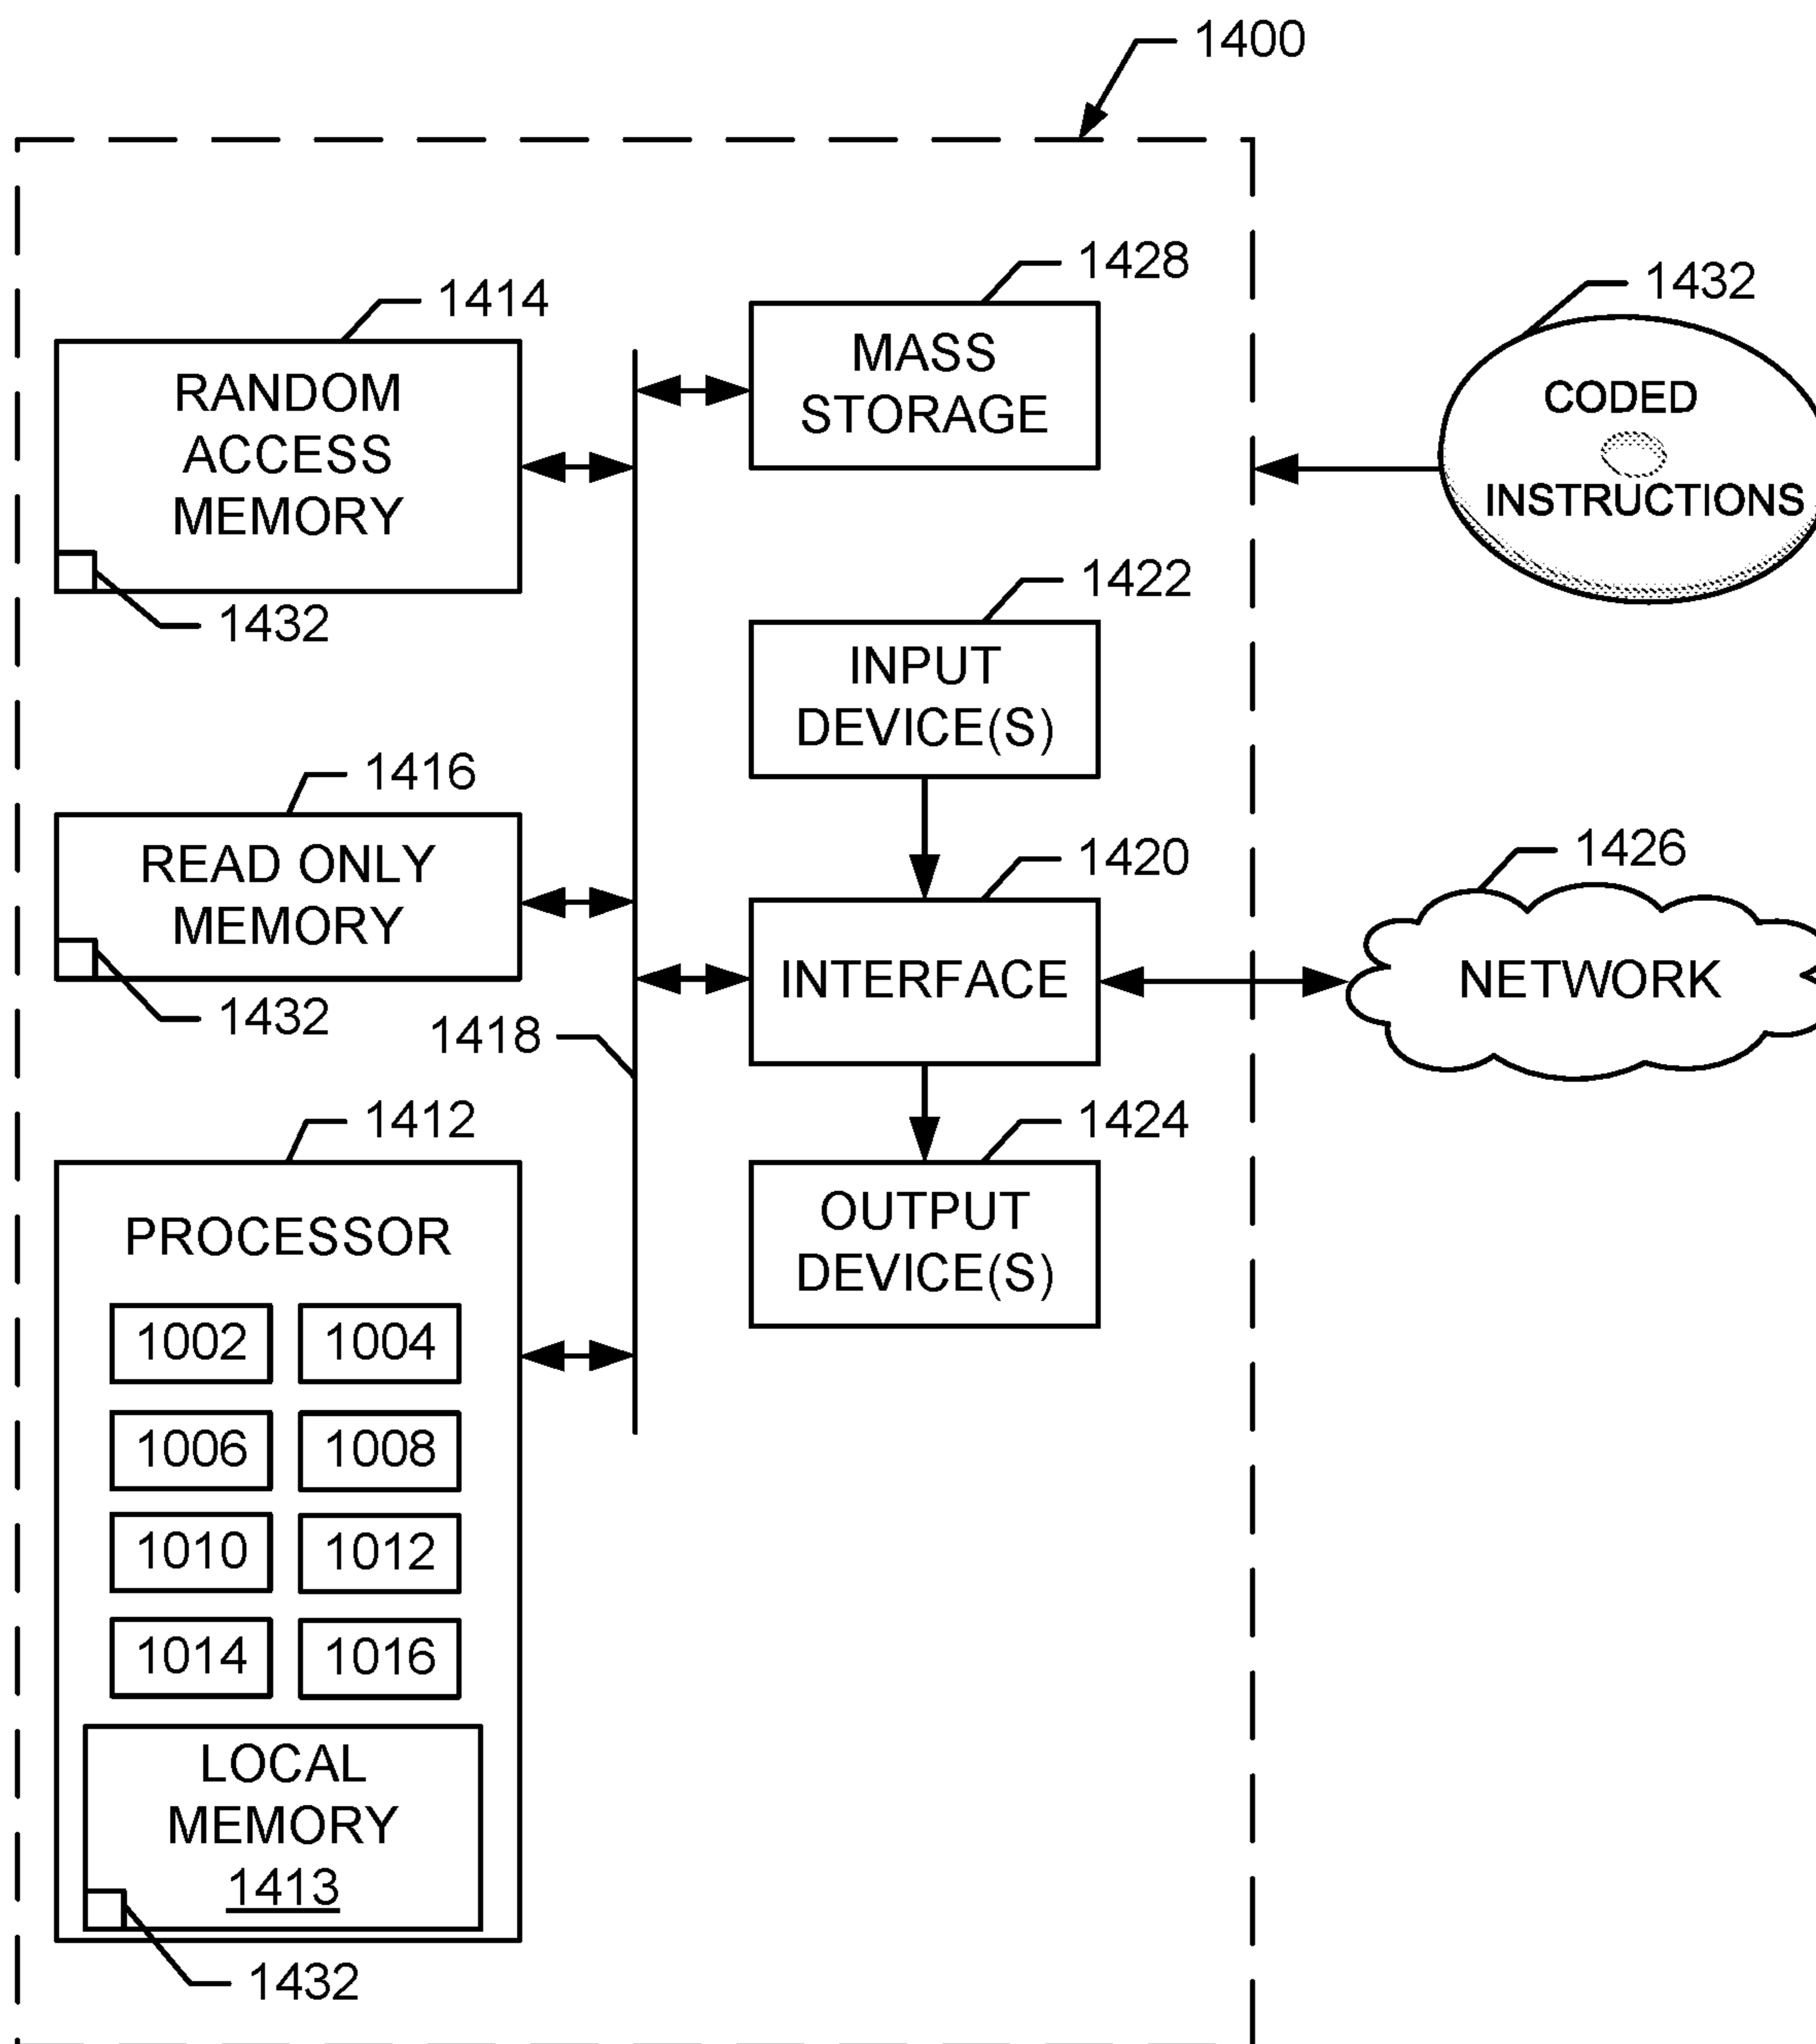 1400
1428
1414
1432
MASS
STORAGE
RANDOM
ACCESS
MEMORY
CODED
INSTRUCTIONS
1422
1432
INPUT
DEVICE(S)
1416
1420
1426
READ ONLY
MEMORY
INTERFACE
NETWORK
1432
1418
1412
1424
PROCESSOR
OUTPUT
DEVICE(S)
1002
1004
1006
1008
1010
1012
1014
1016
LOCAL
MEMORY
1413
1432